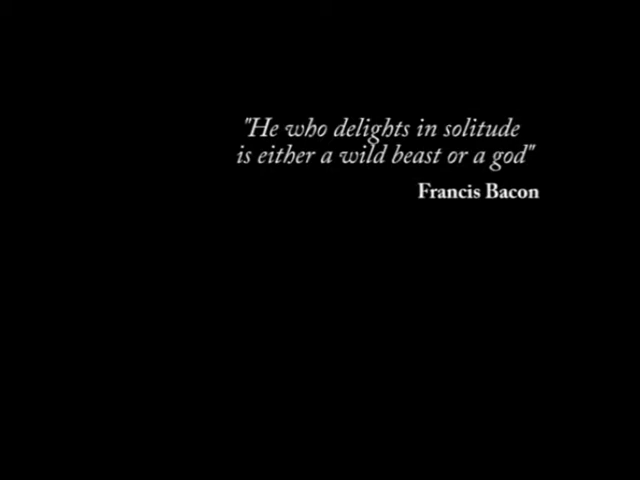 "He who delights in solitude
is either a wild beast or a god"
Francis Bacon